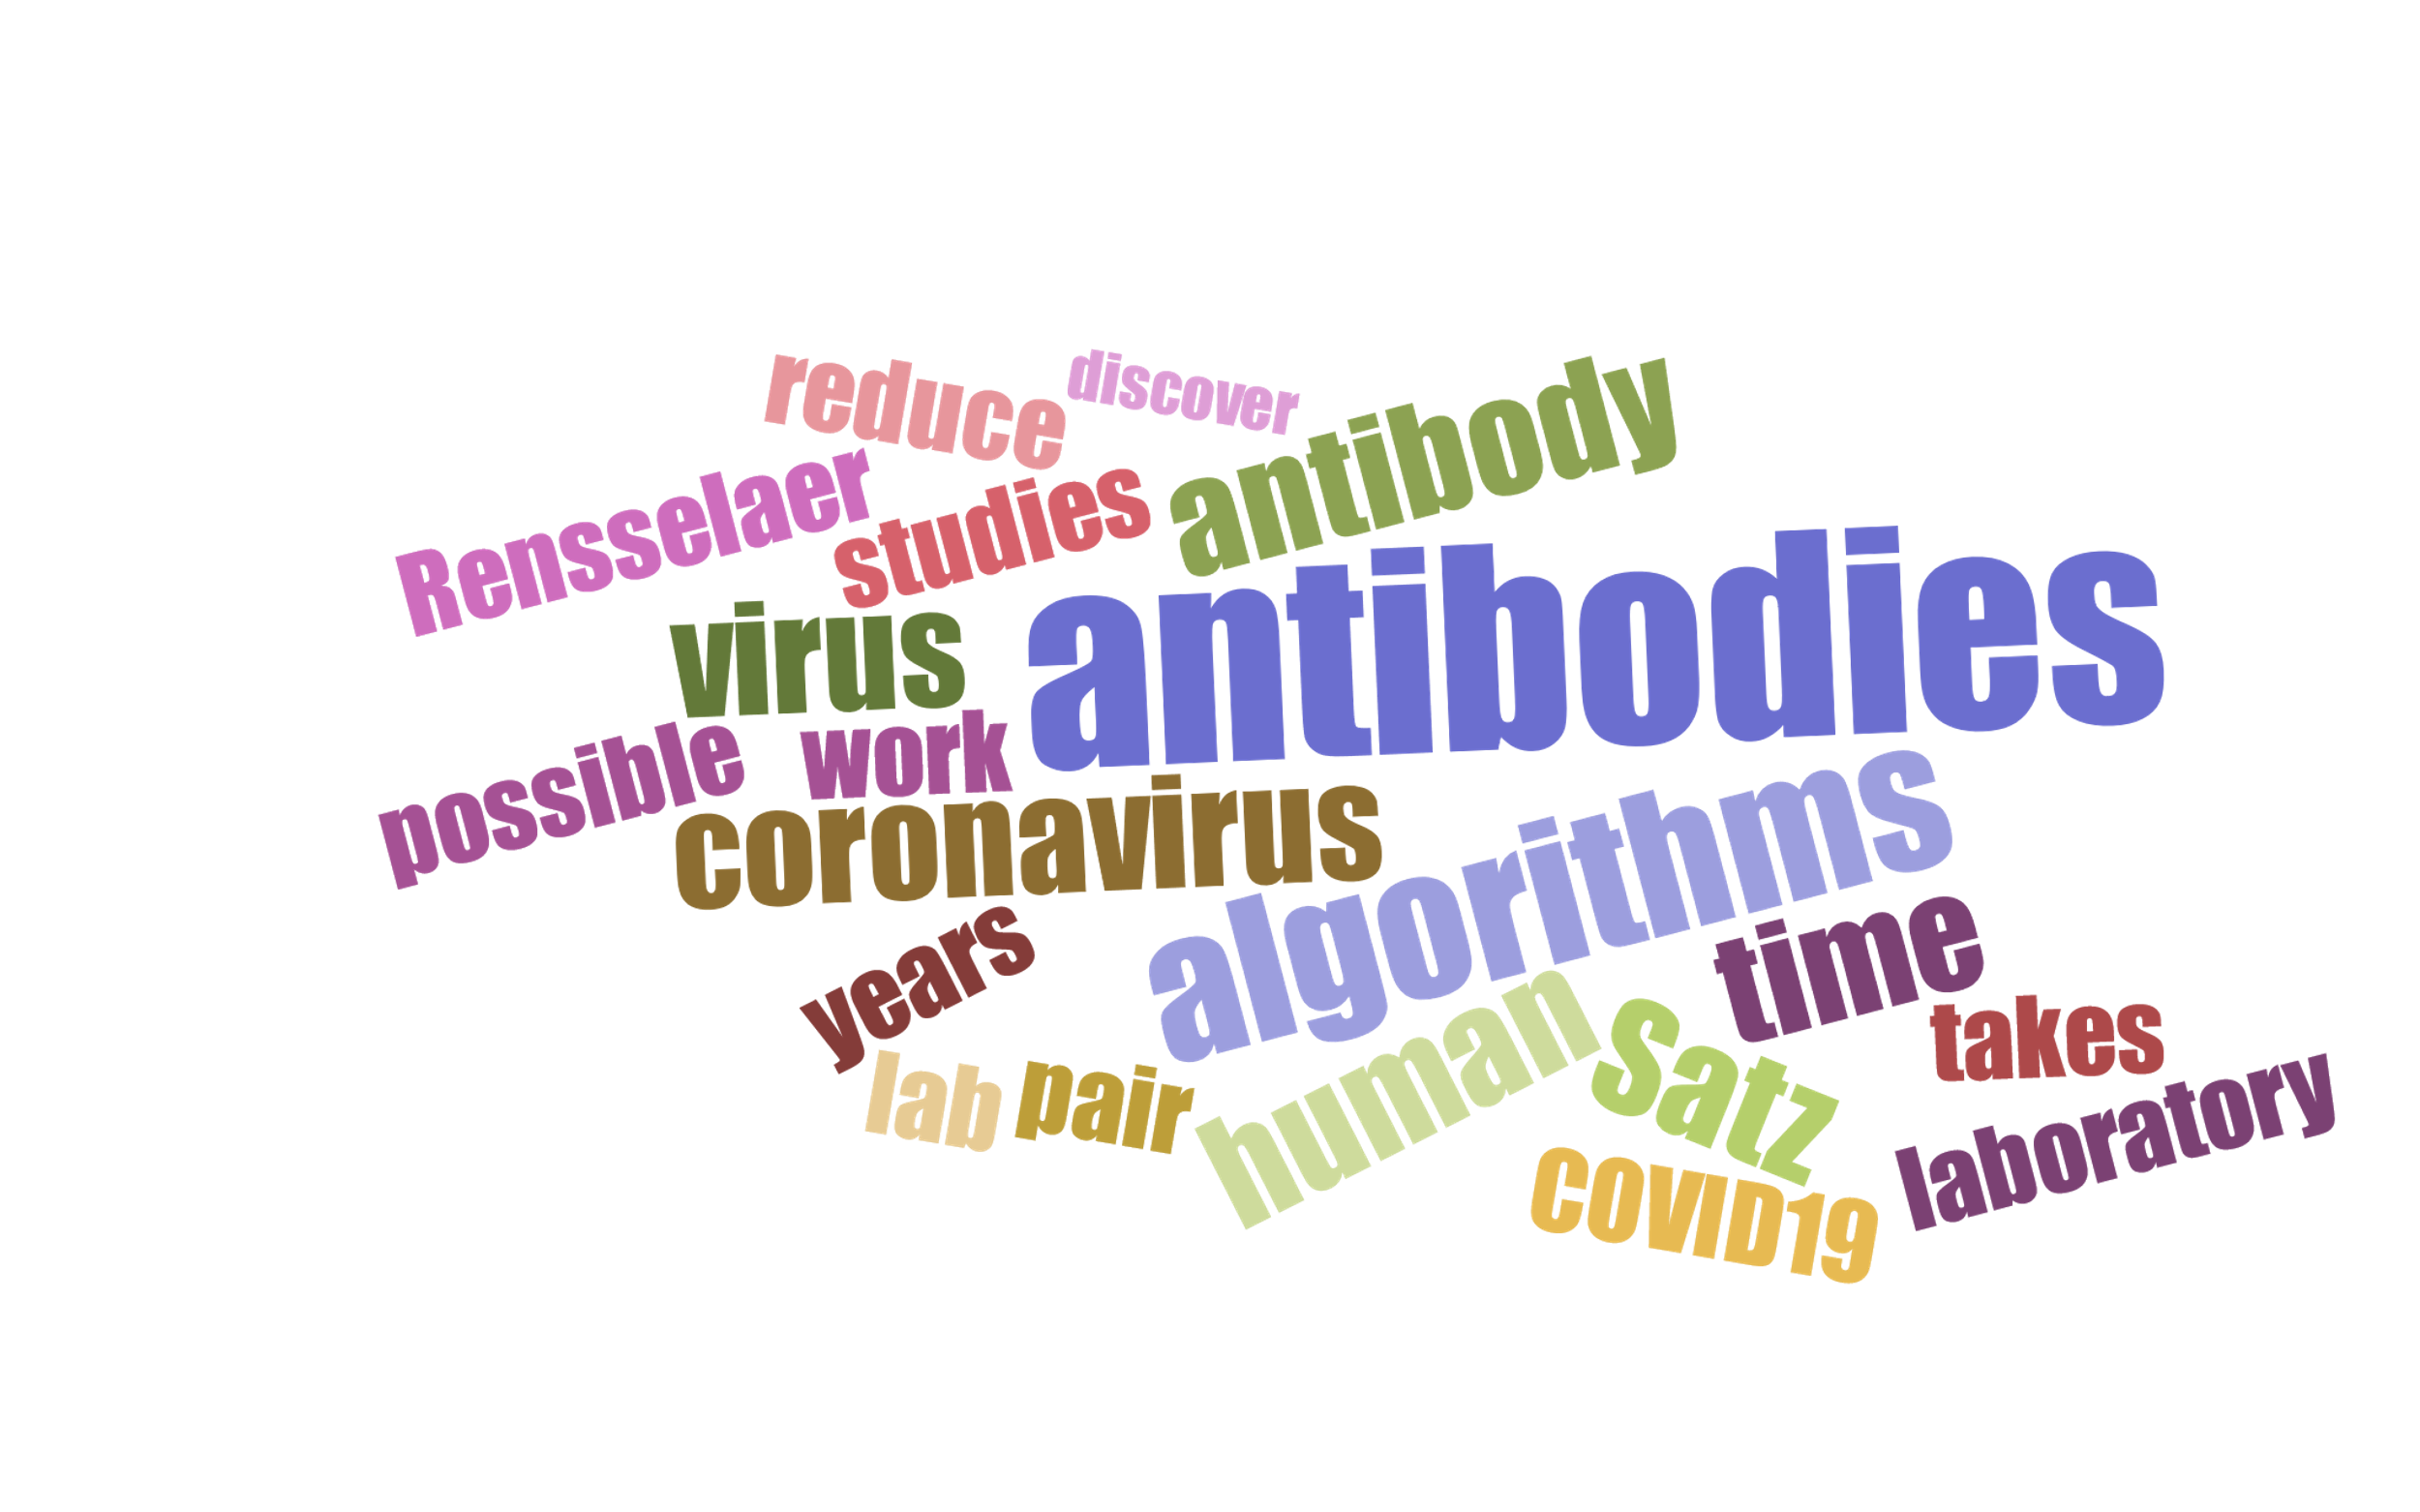 reduce
discover
antibody
Rensselaer
studies
antibodies
virus
possible
work
coronavirus
algorithms
years
time
human
satz
takes
lab
pair
laboratory
COVID19